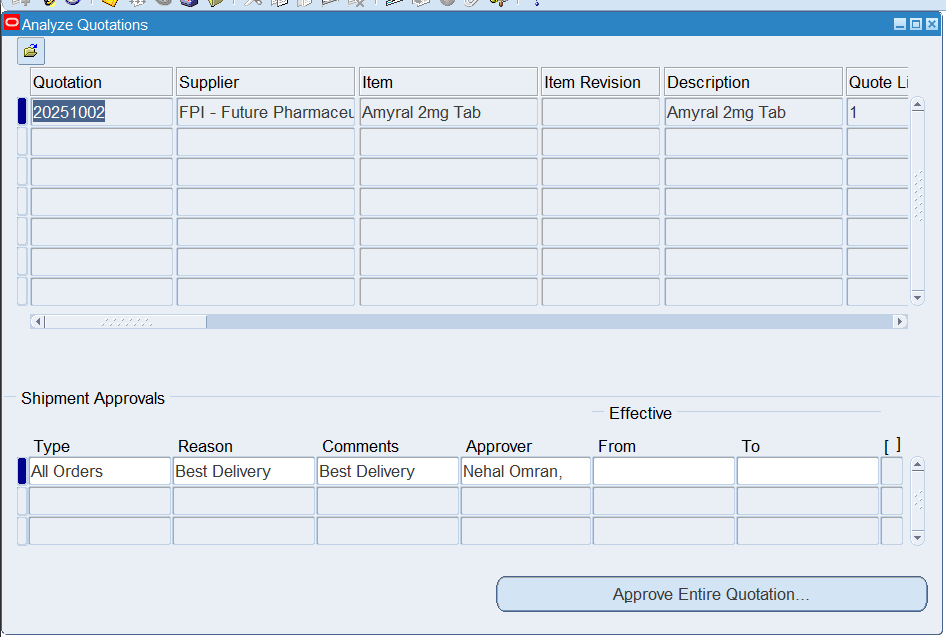 Analyze Quotations
Quotation Supplier Item Item Revision Description Quote Li
20251002 FPI - Future Pharmaceu Amyral 2mg Tab Amyral 2mg Tab 1
Shipment Approvals
Effective
Type Reason Comments Approver From To [ ]
All Orders Best Delivery Best Delivery Nehal Omran,
Approve Entire Quotation...